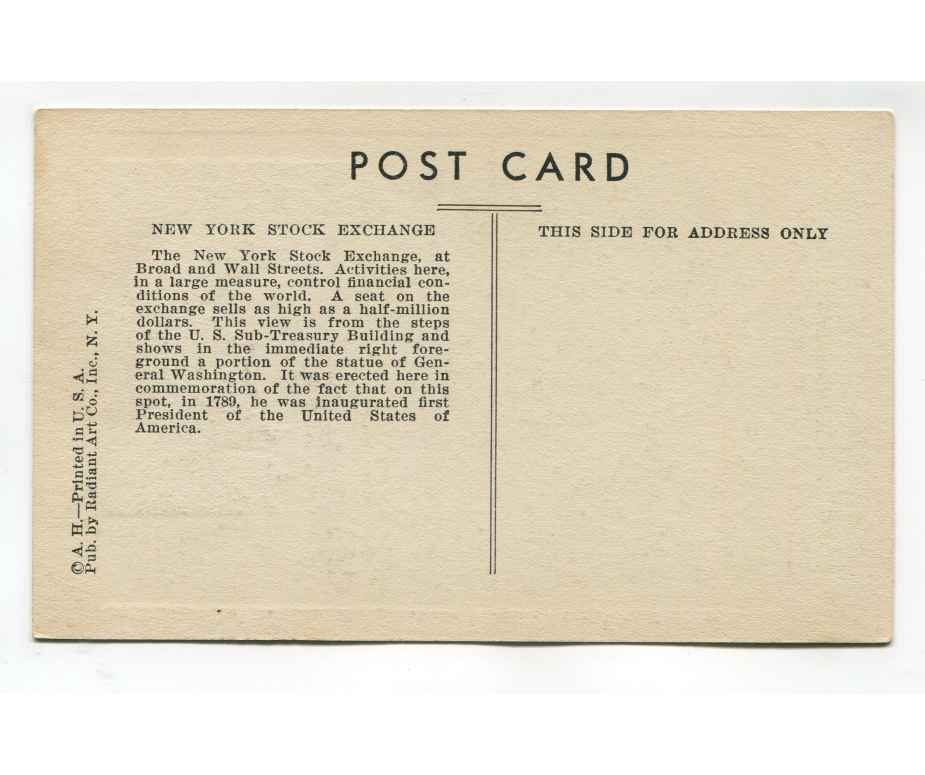 POST CARD
NEW YORK STOCK EXCHANGE
The New York Stock Exchange, at
Broad and Wall Streets. Activities here,
in a large measure, control financial con-
ditions of the world. A seat on the
exchange sells as high as a half-million
dollars. This view is from the steps
of the U. S. Sub-Treasury Building and
shows in the immediate right fore-
ground a portion of the statue of Gen-
eral Washington. It was erected here in
commemoration of the fact that on this
spot, in 1789, he was inaugurated first
President of the United States of
America.
THIS SIDE FOR ADDRESS ONLY
© A. H.—Printed in U. S. A.
Pub. by Radiant Art Co., Inc., N. Y.